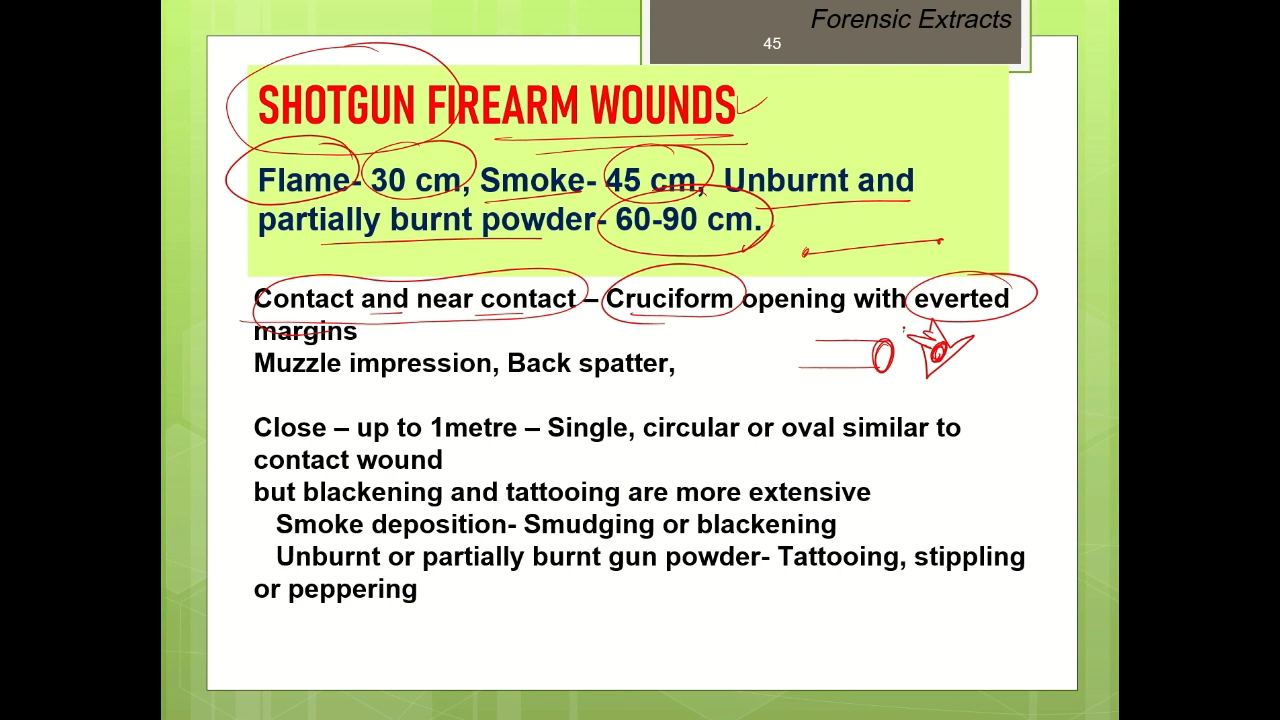 Forensic Extracts
45
SHOTGUN FIREARM WOUNDS
Flame- 30 cm, Smoke- 45 cm, Unburnt and
partially burnt powder- 60-90 cm.
Contact and near contact – Cruciform opening with everted
margins
Muzzle impression, Back spatter,
Close – up to 1metre – Single, circular or oval similar to
contact wound
but blackening and tattooing are more extensive
Smoke deposition- Smudging or blackening
Unburnt or partially burnt gun powder- Tattooing, stippling
or peppering